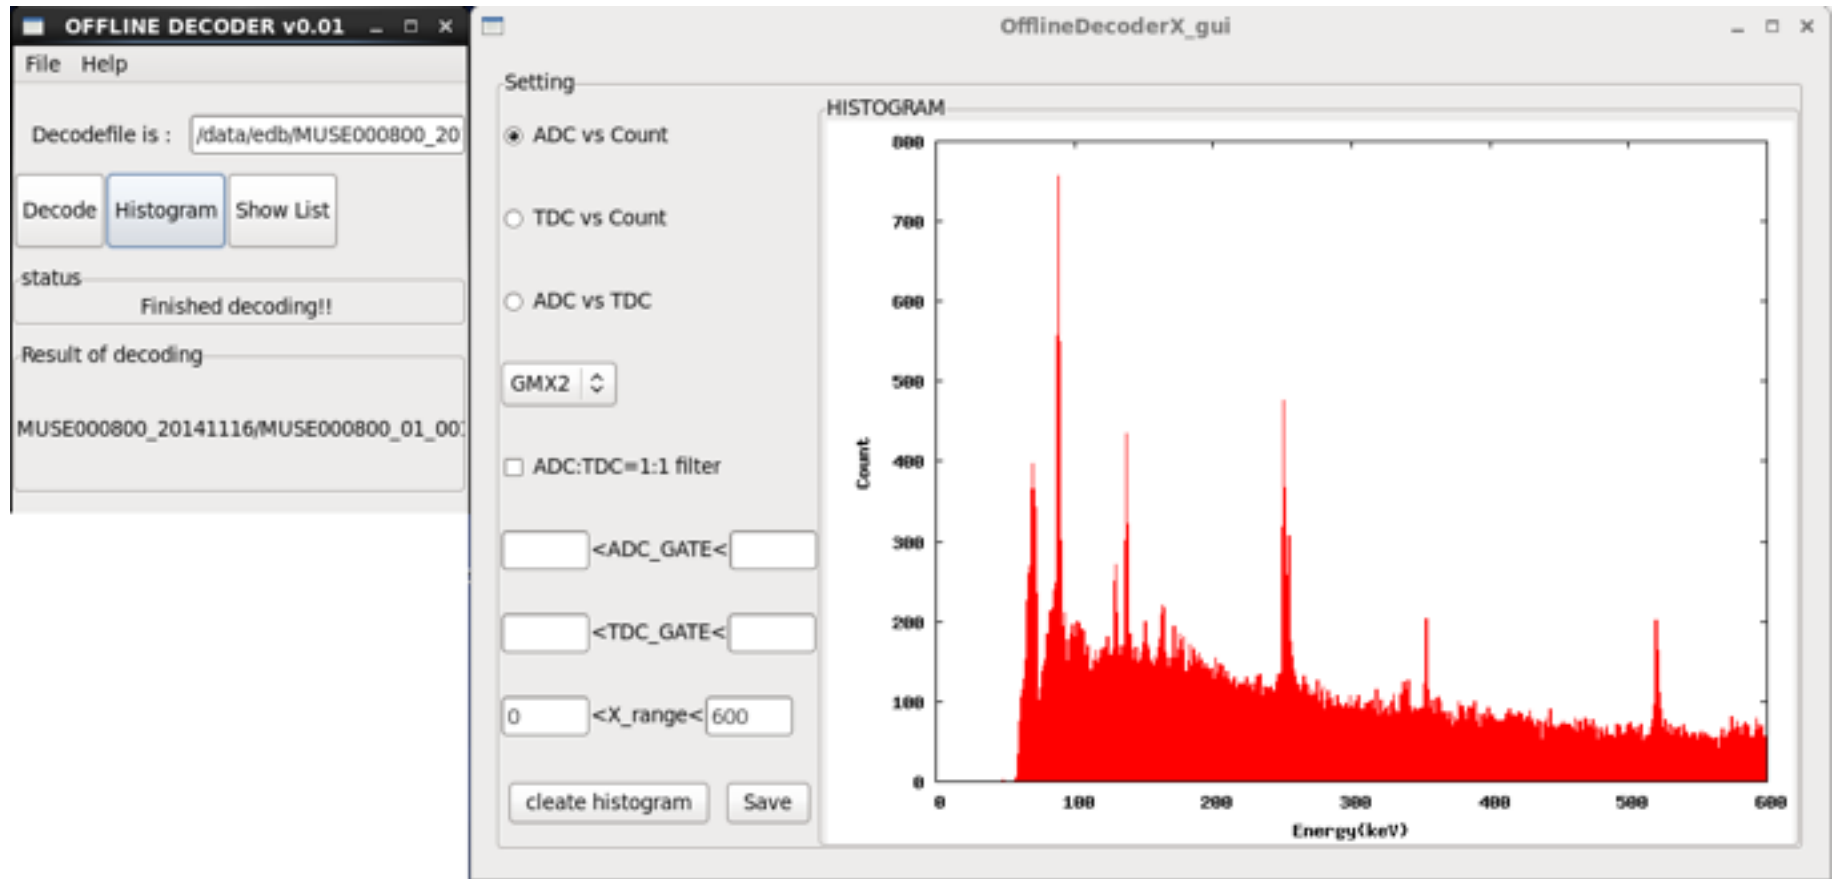 OFFLINE DECODER v0.01
File Help
Decodefile is : /data/edb/MUSE000800_20
Decode Histogram Show List
status
Finished decoding!!
Result of decoding
MUSE000800_20141116/MUSE000800_01_00
OfflineDecoderX_gui
Setting
ADC vs Count
TDC vs Count
ADC vs TDC
GMX2
ADC:TDC=1:1 filter
<ADC_GATE<
<TDC_GATE<
0 <X_range< 600
cleate histogram Save
HISTOGRAM
800
700
600
500
400
300
200
100
0
Count
0 100 200 300 400 500 600
Energy(keV)